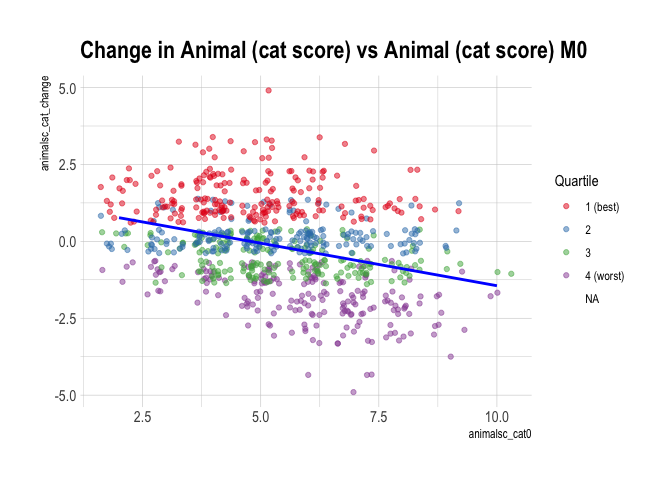 Change in Animal (cat score) vs Animal (cat score) M0
animalsc_cat_change
5.0
2.5
0.0
-2.5
-5.0
2.5 5.0 7.5 10.0
animalsc_cat0
Quartile
1 (best)
2
3
4 (worst)
NA